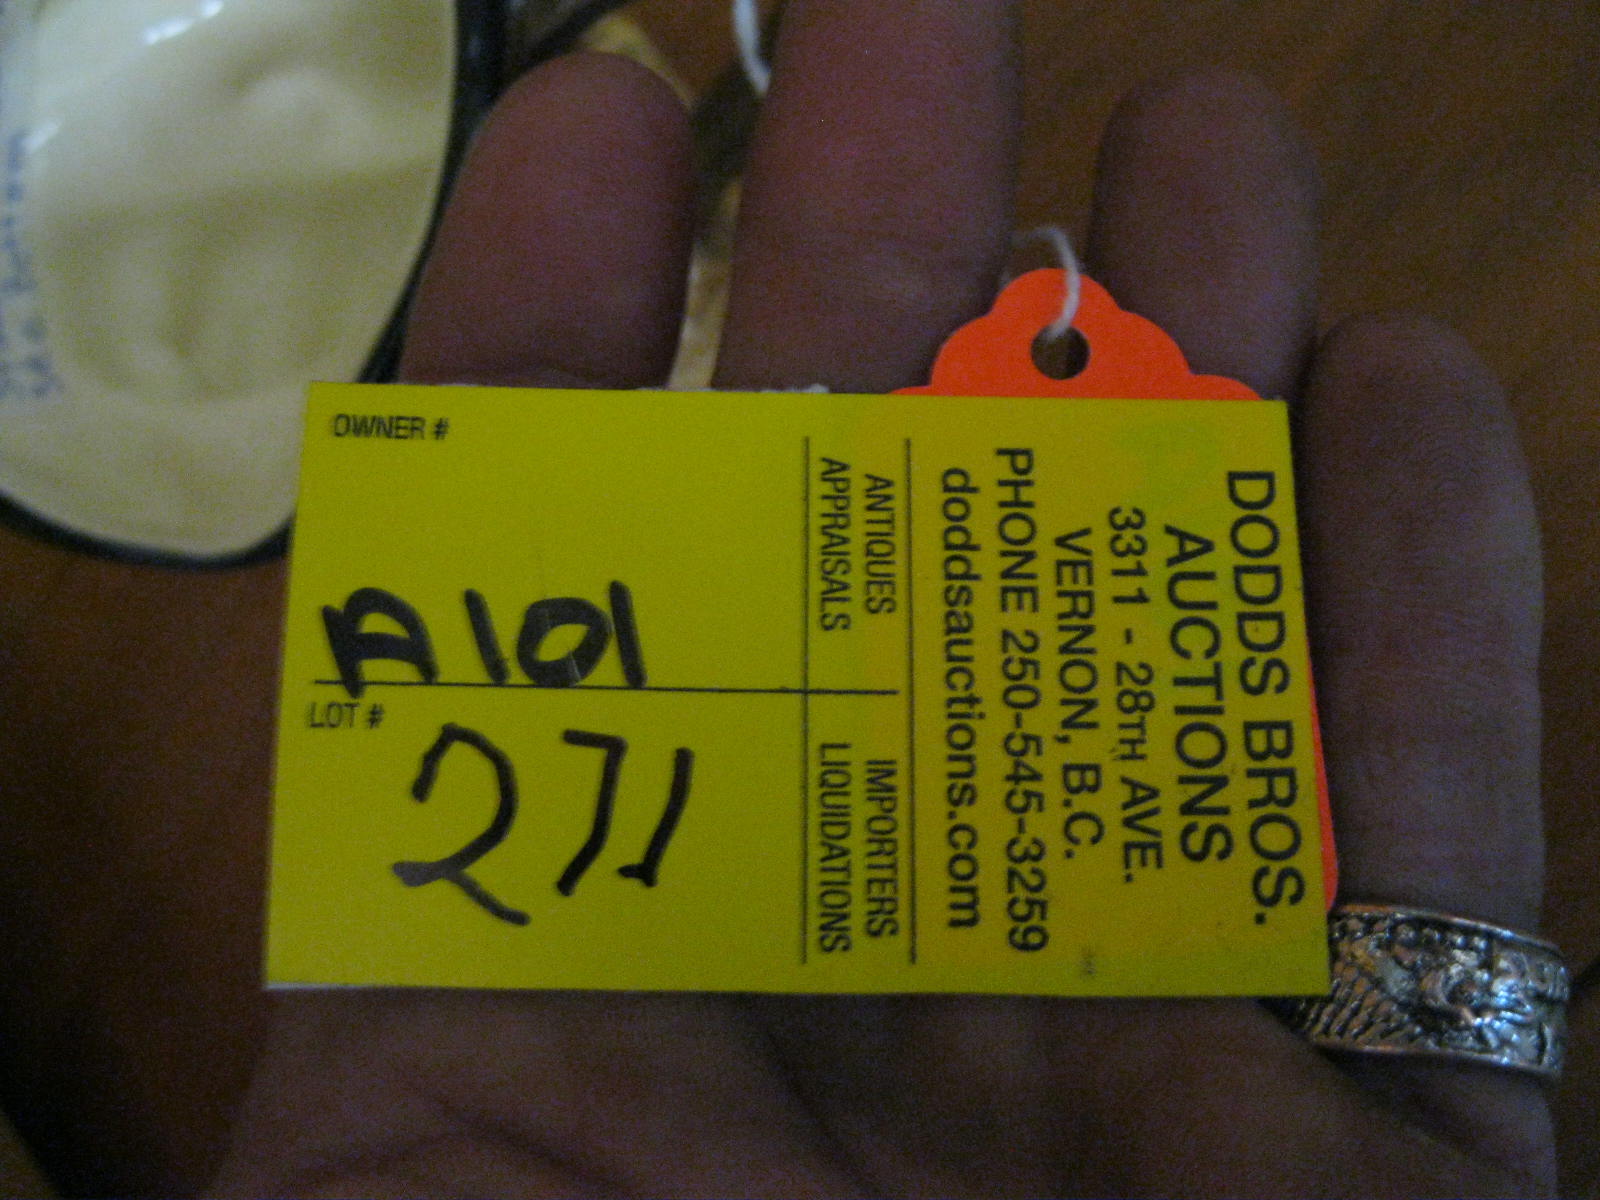 DODDS BROS.
AUCTIONS
3311 - 28TH AVE.
VERNON, B.C.
PHONE 250-545-3259
doddsauctions.com
ANTIQUES
APPRAISALS
IMPORTERS
LIQUIDATIONS
OWNER #
LOT #
271